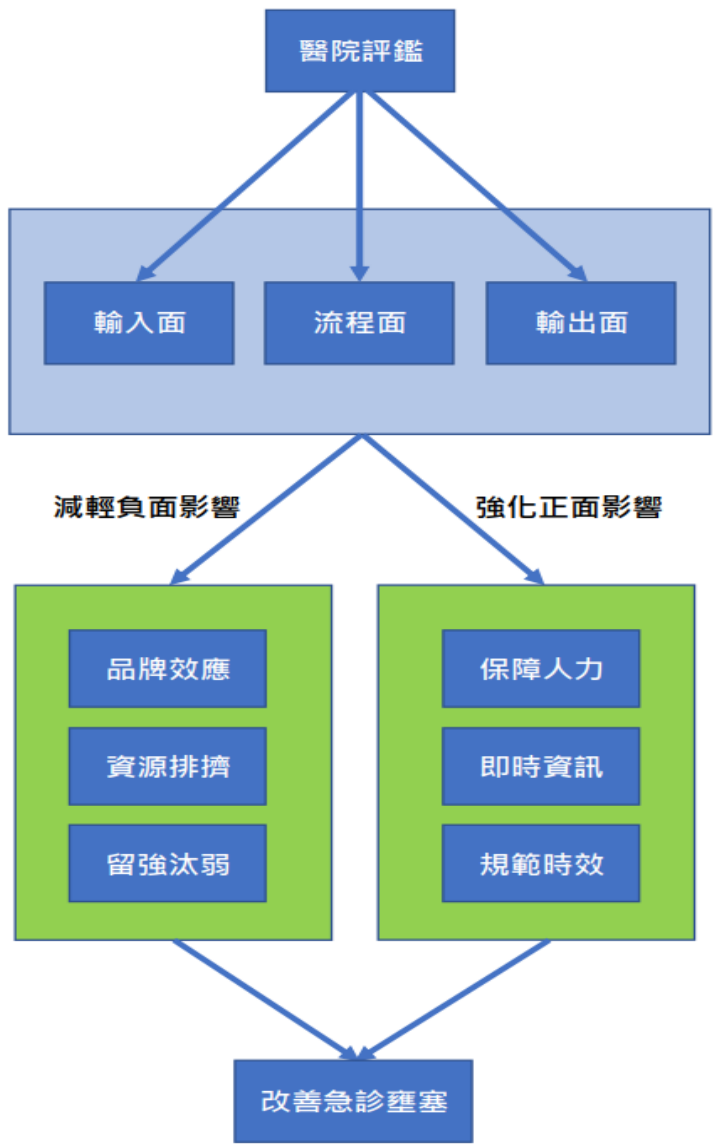 醫院評鑑
輸入面
流程面
輸出面
減輕負面影響
強化正面影響
品牌效應
資源排擠
留強汰弱
保障人力
即時資訊
規範時效
改善急診壅塞